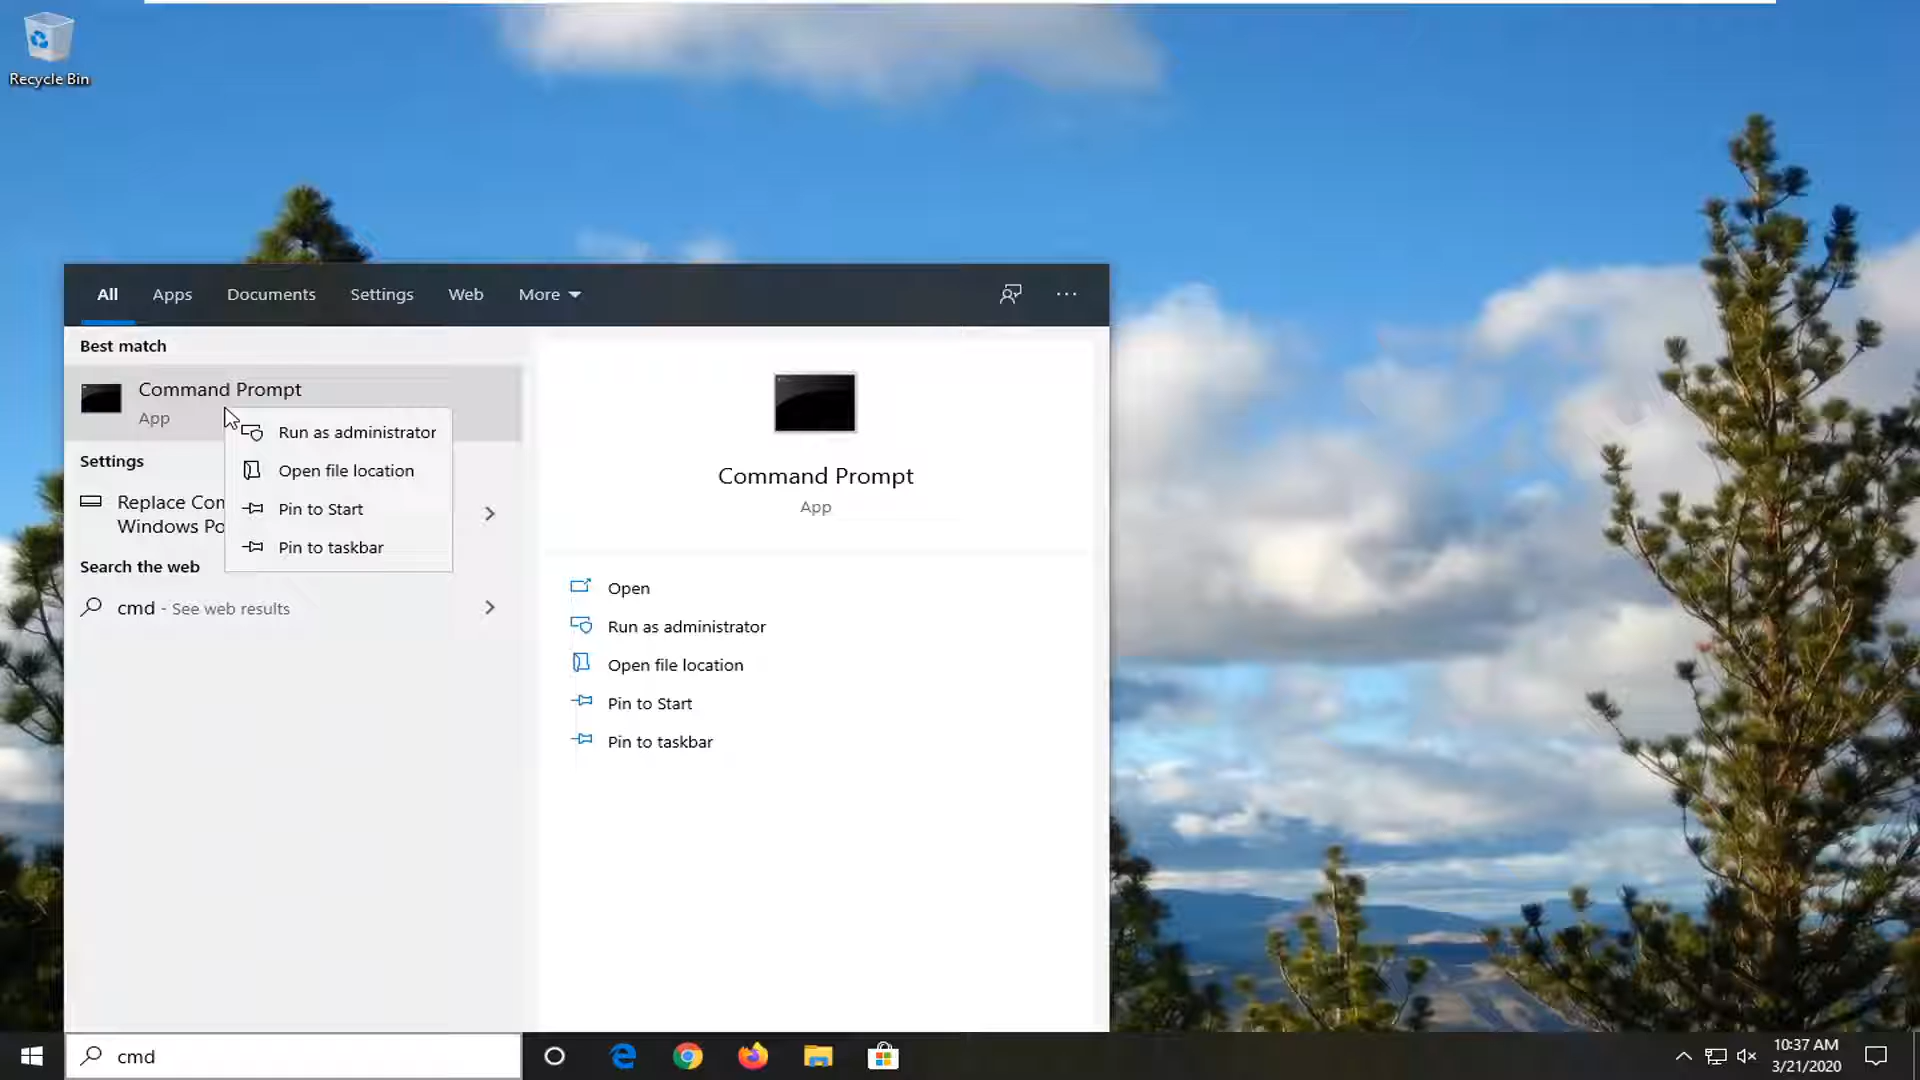 Recycle Bin
All Apps Documents Settings Web More
Best match
Command Prompt
App
Run as administrator
Open file location
Pin to Start
Pin to taskbar
Settings
Replace Con
Windows Po
Search the web
cmd - See web results
Command Prompt
App
Open
Run as administrator
Open file location
Pin to Start
Pin to taskbar
cmd
10:37 AM
3/21/2020